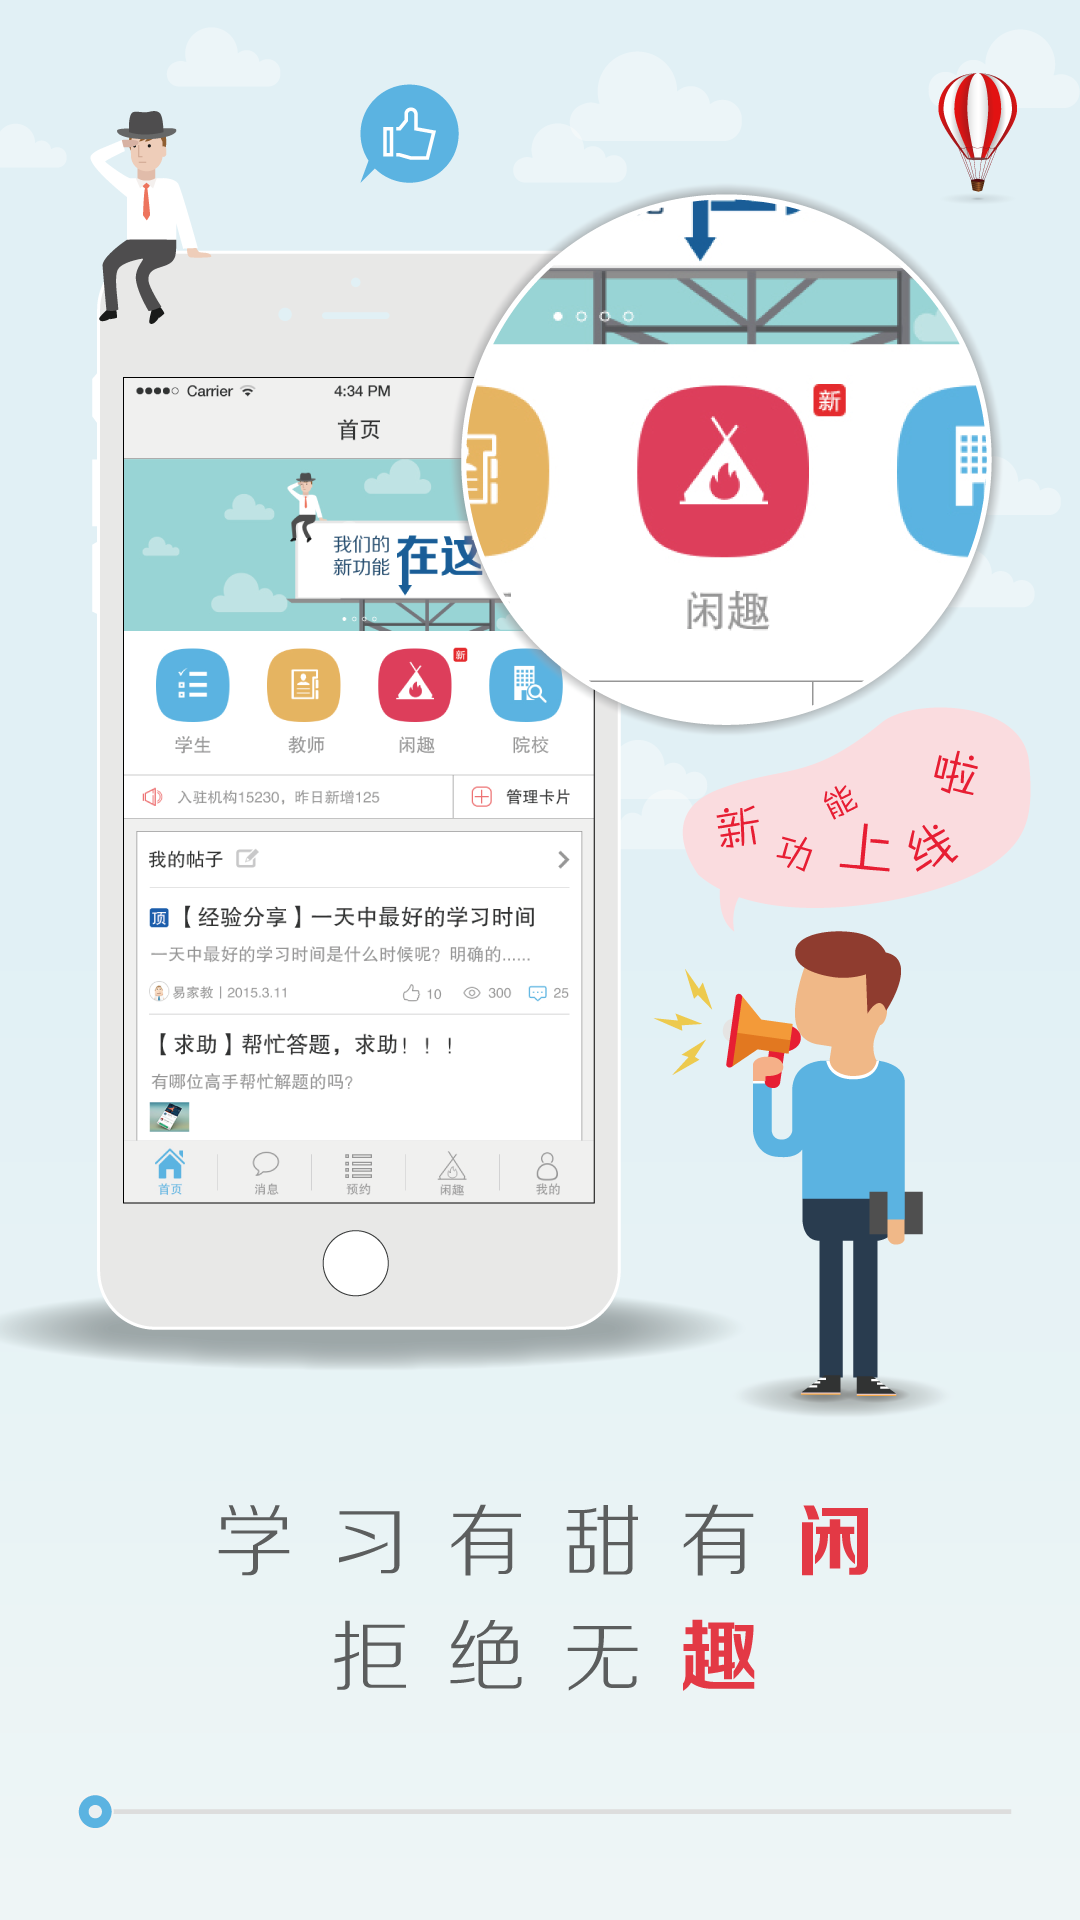 Carrier
4:34 PM
首页
我们的
新功能
在这
新
闲趣
新
学生
教师
闲趣
院校
入驻机构15230，昨日新增125
管理卡片
我的帖子
顶【经验分享】一天中最好的学习时间
一天中最好的学习时间是什么时候呢？明确的......
易家教 | 2015.3.11
10
300
25
【求助】帮忙答题，求助！！！
有哪位高手帮忙解题的吗？
首页
消息
预约
闲趣
我的
新功能上线啦
学习有甜有闲
拒绝无趣